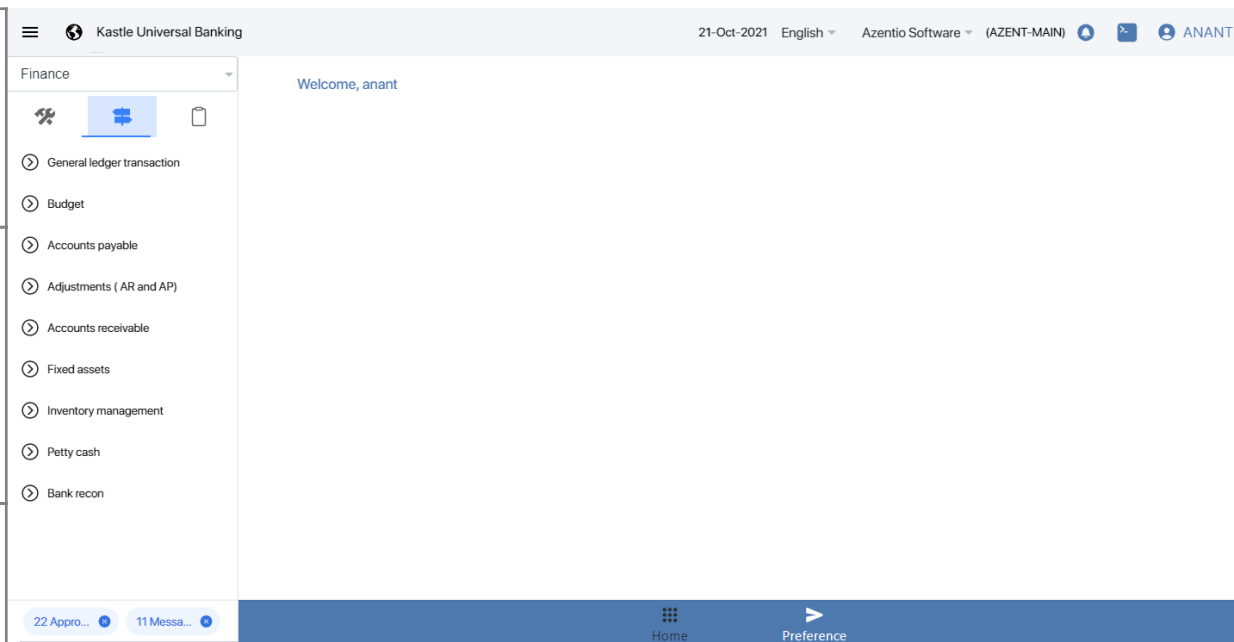 Kastle Universal Banking 21-Oct-2021 English Azentio Software (AZENT-MAIN) ANANT
Finance
Welcome, anant
General ledger transaction
Budget
Accounts payable
Adjustments ( AR and AP)
Accounts receivable
Fixed assets
Inventory management
Petty cash
Bank recon
22 Appro... 11 Messa...
Home Preference